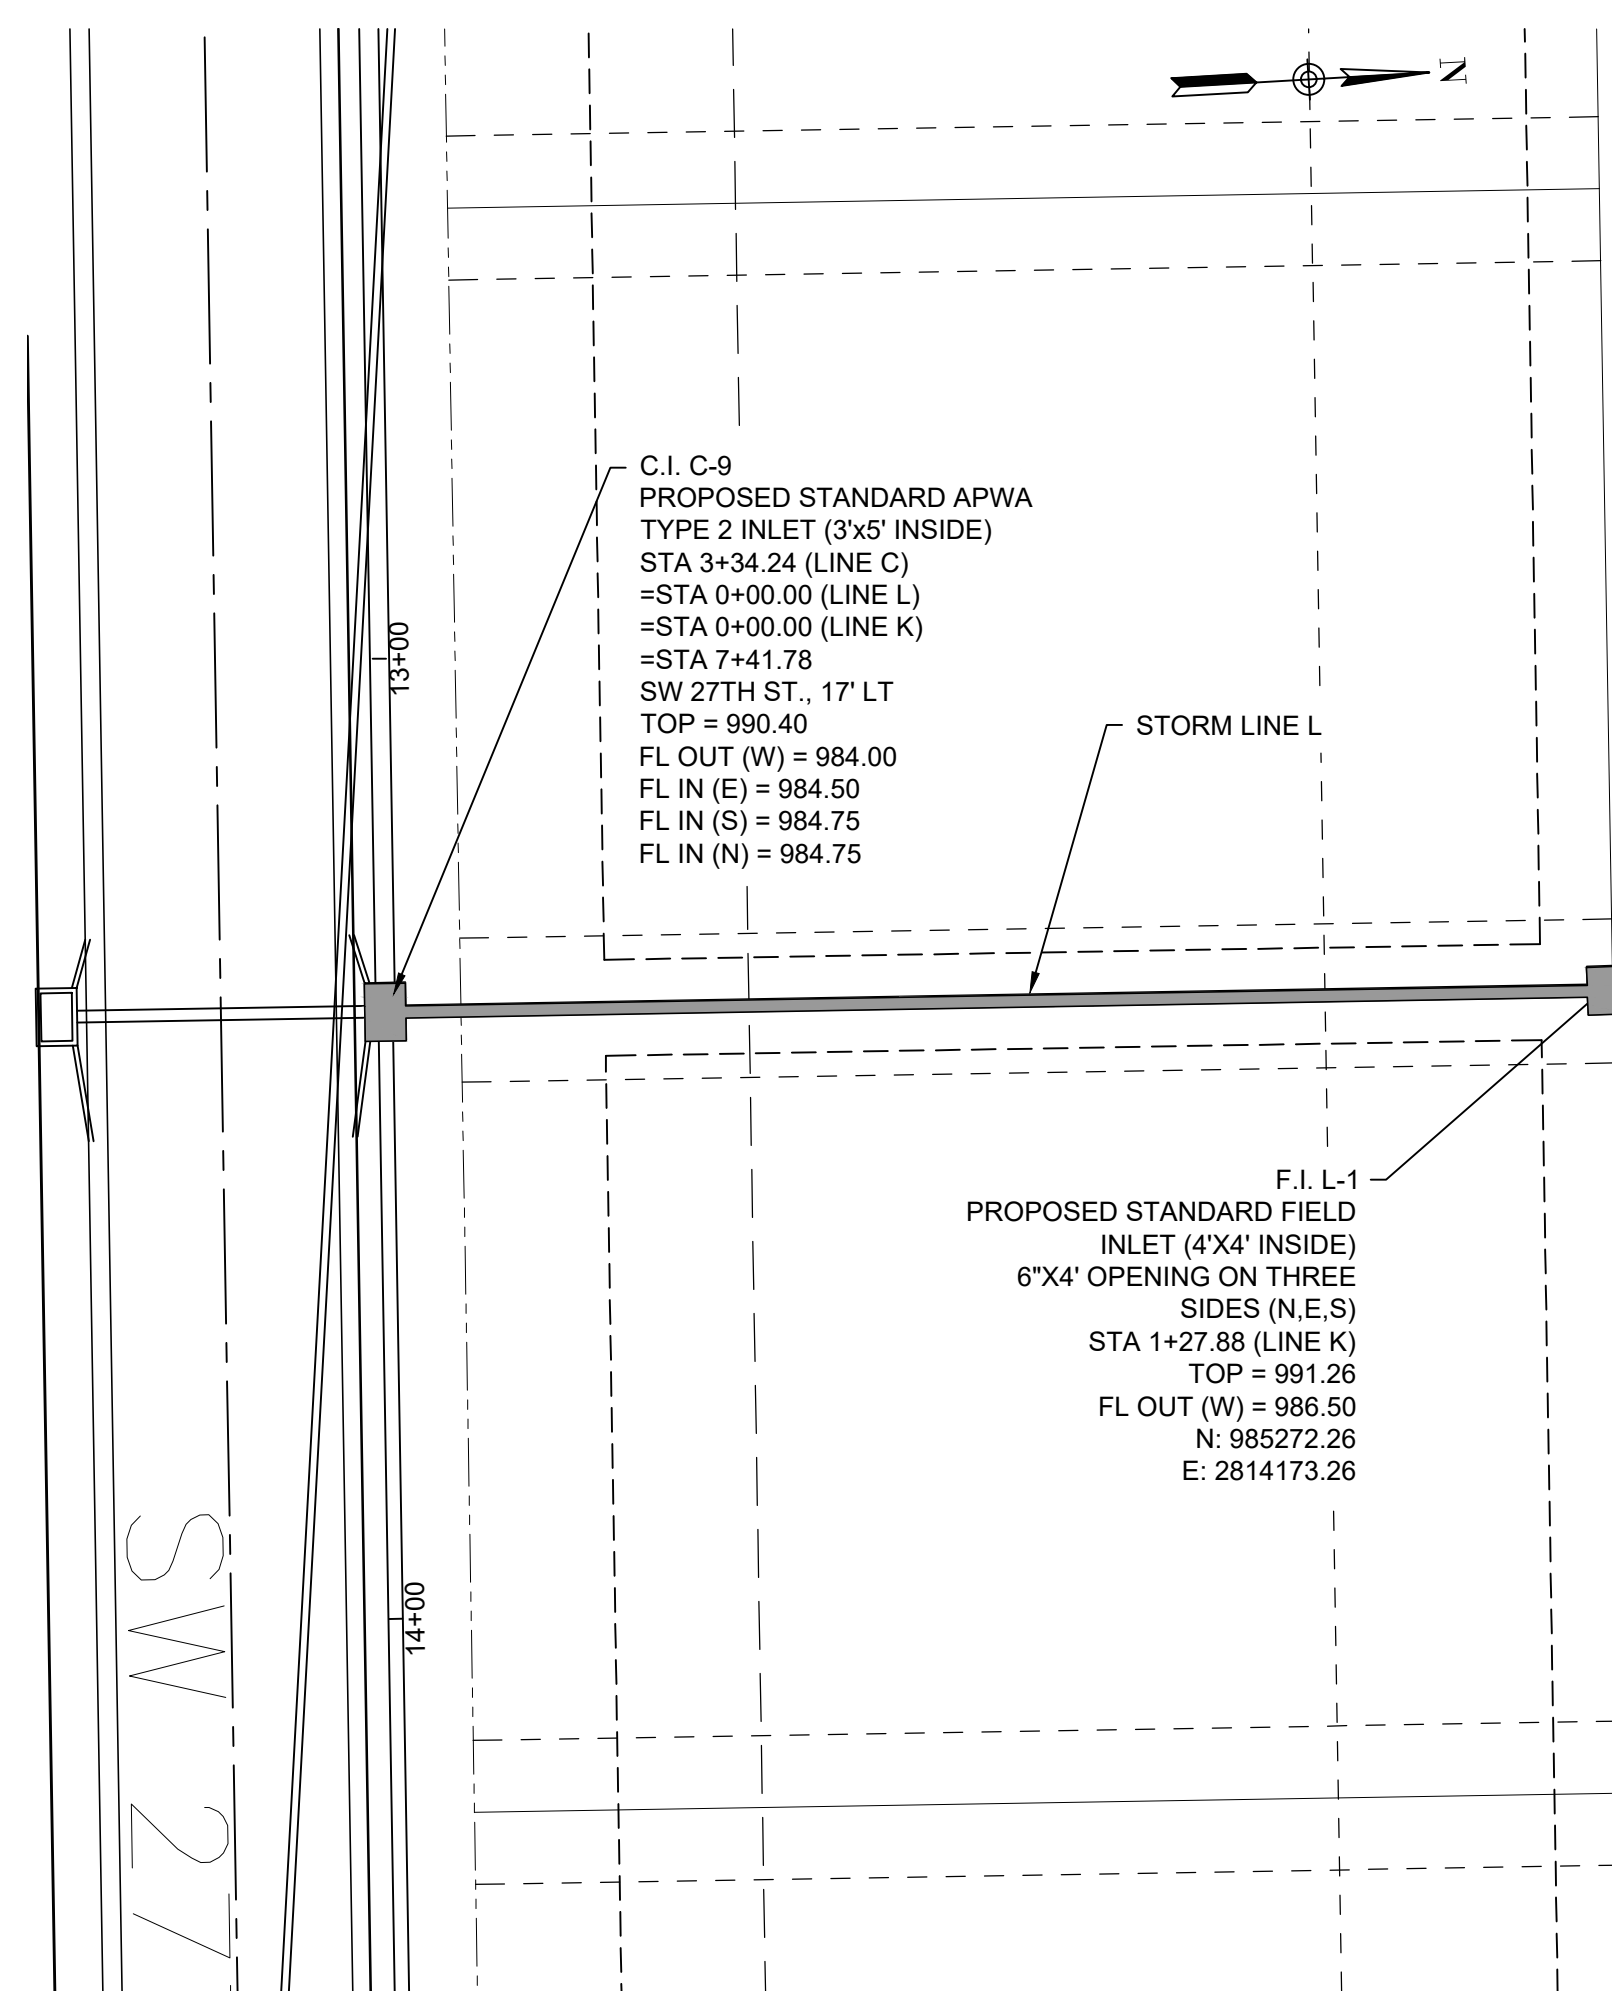 N
C.I. C-9
PROPOSED STANDARD APWA
TYPE 2 INLET (3'x5' INSIDE)
STA 3+34.24 (LINE C)
=STA 0+00.00 (LINE L)
=STA 0+00.00 (LINE K)
=STA 7+41.78
SW 27TH ST., 17' LT
TOP = 990.40
FL OUT (W) = 984.00
FL IN (E) = 984.50
FL IN (S) = 984.75
FL IN (N) = 984.75
13+00
STORM LINE L
F.I. L-1
PROPOSED STANDARD FIELD
INLET (4'X4' INSIDE)
6"X4' OPENING ON THREE
SIDES (N,E,S)
STA 1+27.88 (LINE K)
TOP = 991.26
FL OUT (W) = 986.50
N: 985272.26
E: 2814173.26
14+00
SW 27